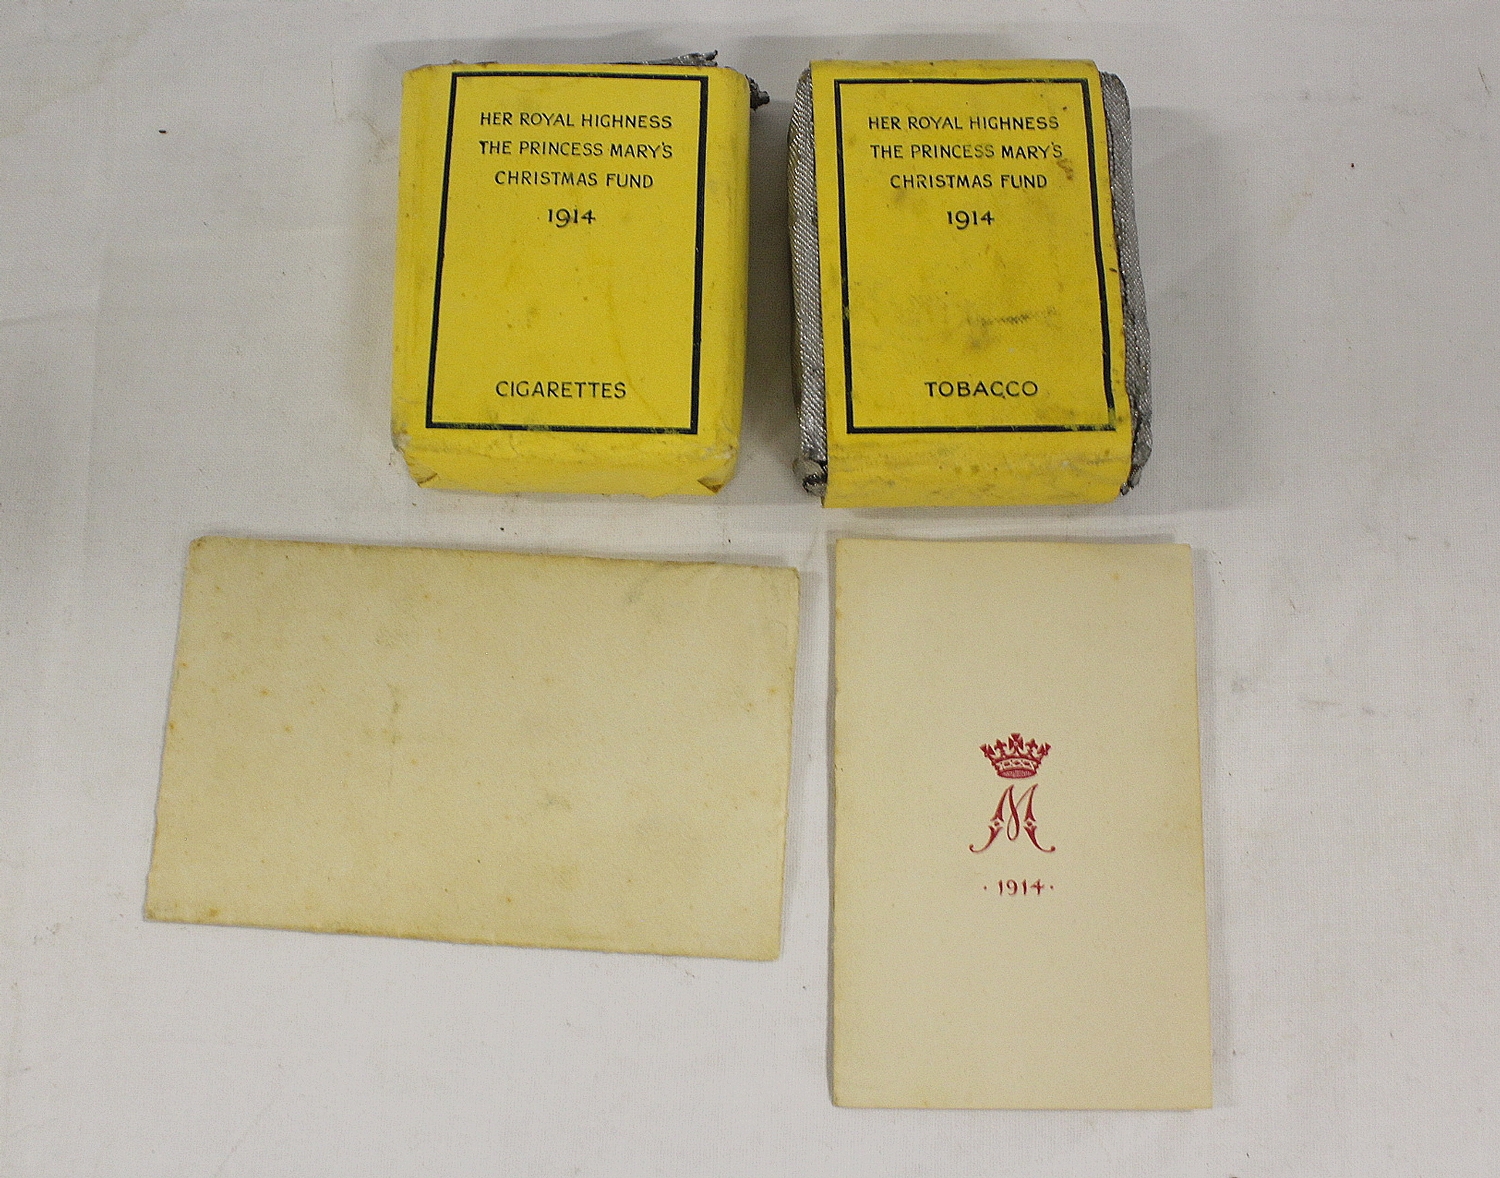 HER ROYAL HIGHNESS
THE PRINCESS MARY'S
CHRISTMAS FUND
1914
CIGARETTES
HER ROYAL HIGHNESS
THE PRINCESS MARY'S
CHRISTMAS FUND
1914
TOBACCO
M
· 1914 ·